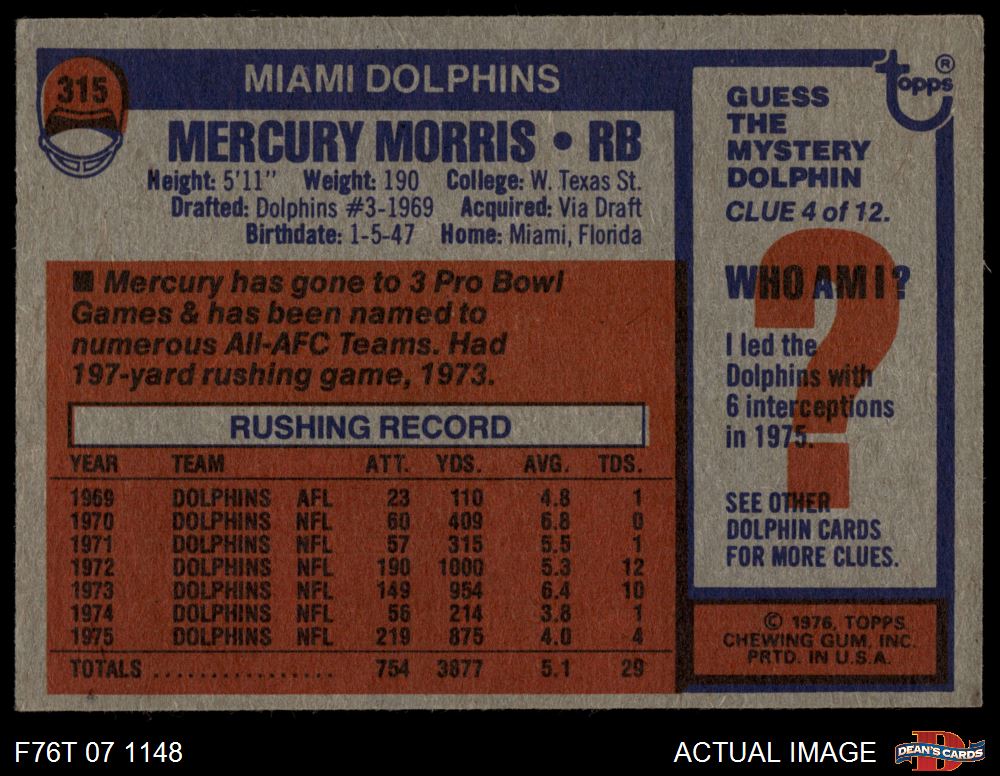 315
MIAMI DOLPHINS
MERCURY MORRIS • RB
Height: 5'11" Weight: 190 College: W. Texas St.
Drafted: Dolphins #3-1969 Acquired: Via Draft
Birthdate: 1-5-47 Home: Miami, Florida
■ Mercury has gone to 3 Pro Bowl
Games & has been named to
numerous All-AFC Teams. Had
197-yard rushing game, 1973.
RUSHING RECORD
YEAR TEAM ATT. YDS. AVG. TDS.
1969 DOLPHINS AFL 23 110 4.8 1
1970 DOLPHINS NFL 60 409 6.8 0
1971 DOLPHINS NFL 57 315 5.5 1
1972 DOLPHINS NFL 190 1000 5.3 12
1973 DOLPHINS NFL 149 954 6.4 10
1974 DOLPHINS NFL 56 214 3.8 1
1975 DOLPHINS NFL 219 875 4.0 4
TOTALS ................ 754 3877 5.1 29
topps ®
GUESS
THE
MYSTERY
DOLPHIN
CLUE 4 of 12.
WHO AM I?
?
I led the
Dolphins with
6 interceptions
in 1975.
SEE OTHER
DOLPHIN CARDS
FOR MORE CLUES.
© 1976, TOPPS
CHEWING GUM, INC.
PRTD. IN U.S.A.
F76T 07 1148
ACTUAL IMAGE
D
DEAN'S CARDS